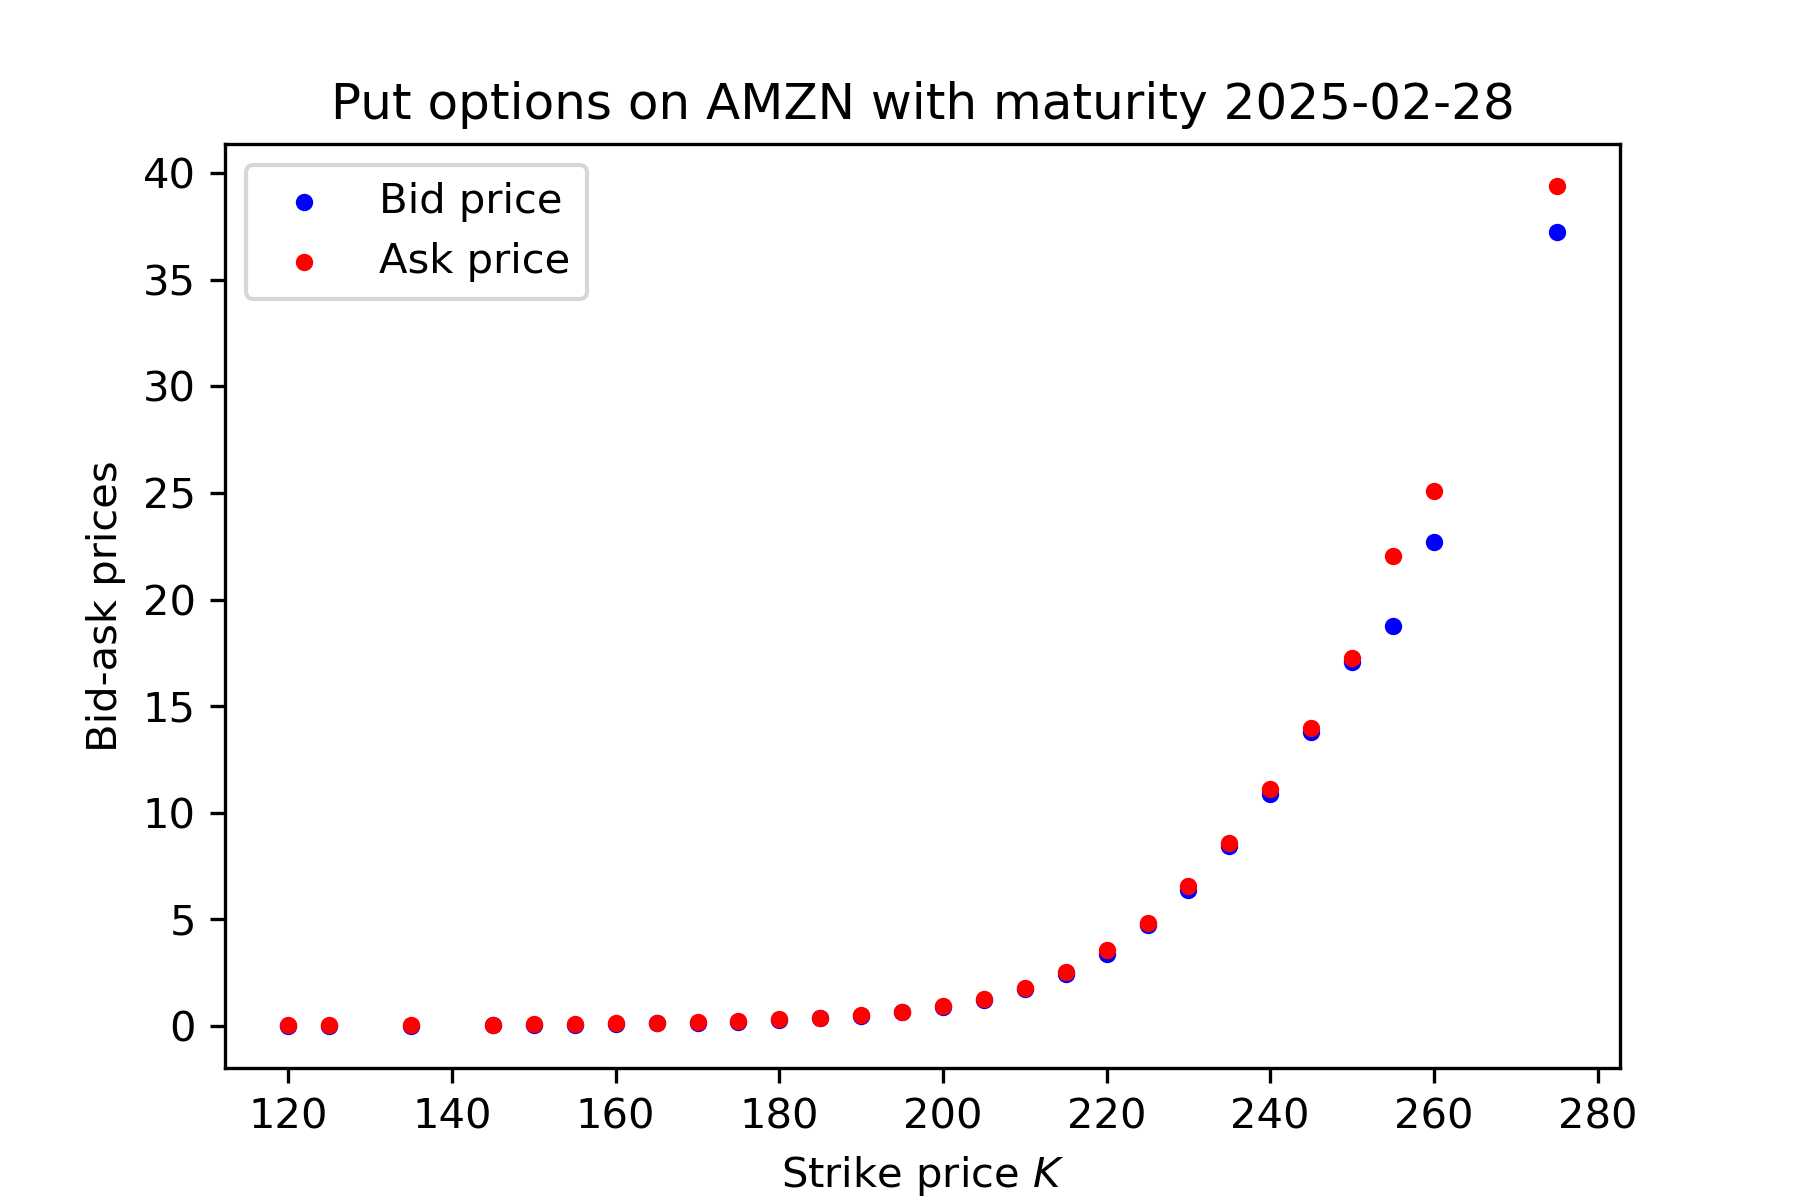 Put options on AMZN with maturity 2025-02-28
Bid price
Ask price
Bid-ask prices
40
35
30
25
20
15
10
5
0
120 140 160 180 200 220 240 260 280
Strike price K